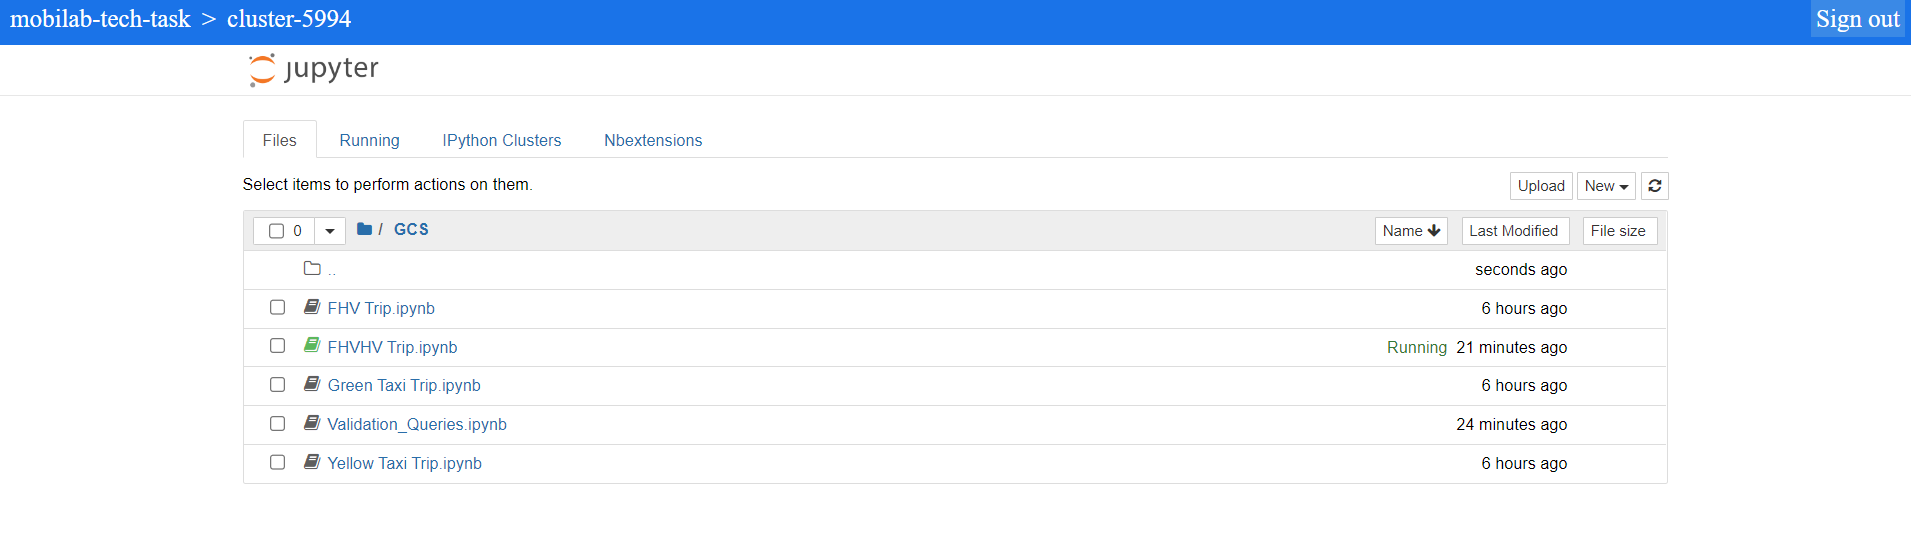 mobilab-tech-task > cluster-5994 Sign out
jupyter
Files Running IPython Clusters Nbextensions
Select items to perform actions on them. Upload New
0 / GCS Name Last Modified File size
.. seconds ago
FHV Trip.ipynb 6 hours ago
FHVHV Trip.ipynb Running 21 minutes ago
Green Taxi Trip.ipynb 6 hours ago
Validation_Queries.ipynb 24 minutes ago
Yellow Taxi Trip.ipynb 6 hours ago